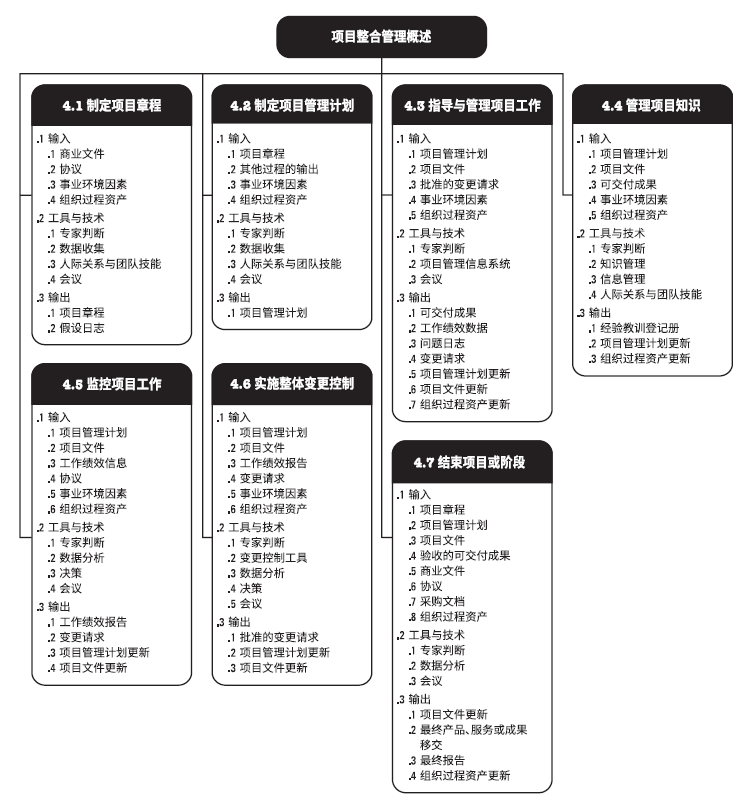 项目整合管理概述
4.1 制定项目章程
.1 输入
.1 商业文件
.2 协议
.3 事业环境因素
.4 组织过程资产
.2 工具与技术
.1 专家判断
.2 数据收集
.3 人际关系与团队技能
.4 会议
.3 输出
.1 项目章程
.2 假设日志
4.2 制定项目管理计划
.1 输入
.1 项目章程
.2 其他过程的输出
.3 事业环境因素
.4 组织过程资产
.2 工具与技术
.1 专家判断
.2 数据收集
.3 人际关系与团队技能
.4 会议
.3 输出
.1 项目管理计划
4.3 指导与管理项目工作
.1 输入
.1 项目管理计划
.2 项目文件
.3 批准的变更请求
.4 事业环境因素
.5 组织过程资产
.2 工具与技术
.1 专家判断
.2 项目管理信息系统
.3 会议
.3 输出
.1 可交付成果
.2 工作绩效数据
.3 问题日志
.4 变更请求
.5 项目管理计划更新
.6 项目文件更新
.7 组织过程资产更新
4.4 管理项目知识
.1 输入
.1 项目管理计划
.2 项目文件
.3 可交付成果
.4 事业环境因素
.5 组织过程资产
.2 工具与技术
.1 专家判断
.2 知识管理
.3 信息管理
.4 人际关系与团队技能
.3 输出
.1 经验教训登记册
.2 项目管理计划更新
.3 组织过程资产更新
4.5 监控项目工作
.1 输入
.1 项目管理计划
.2 项目文件
.3 工作绩效信息
.4 协议
.5 事业环境因素
.6 组织过程资产
.2 工具与技术
.1 专家判断
.2 数据分析
.3 决策
.4 会议
.3 输出
.1 工作绩效报告
.2 变更请求
.3 项目管理计划更新
.4 项目文件更新
4.6 实施整体变更控制
.1 输入
.1 项目管理计划
.2 项目文件
.3 工作绩效报告
.4 变更请求
.5 事业环境因素
.6 组织过程资产
.2 工具与技术
.1 专家判断
.2 变更控制工具
.3 数据分析
.4 决策
.5 会议
.3 输出
.1 批准的变更请求
.2 项目管理计划更新
.3 项目文件更新
4.7 结束项目或阶段
.1 输入
.1 项目章程
.2 项目管理计划
.3 项目文件
.4 验收的可交付成果
.5 商业文件
.6 协议
.7 采购文档
.8 组织过程资产
.2 工具与技术
.1 专家判断
.2 数据分析
.3 会议
.3 输出
.1 项目文件更新
.2 最终产品、服务或成果
移交
.3 最终报告
.4 组织过程资产更新